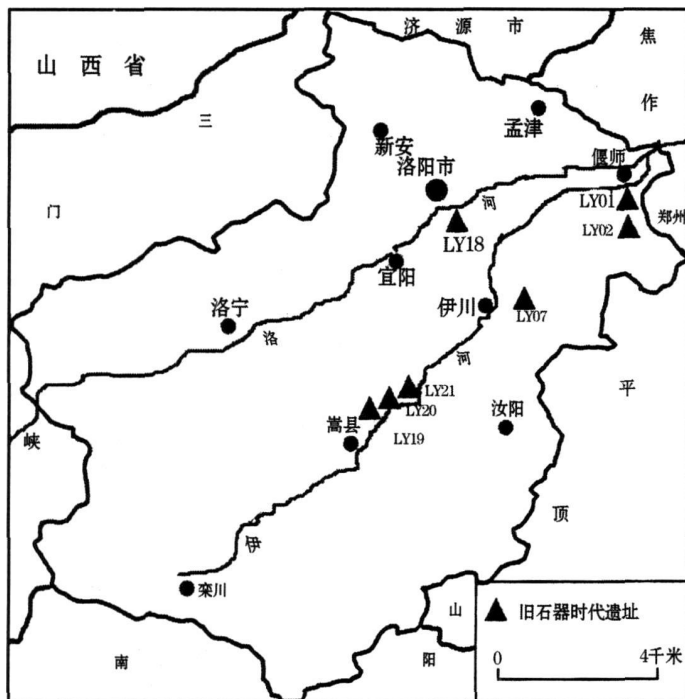 济源市
焦作
山西省
三门峡
新安
孟津
洛阳市
偃师
LY01
郑州
LY02
LY18
河
宜阳
伊川
LY07
洛宁
洛
河
LY21
LY20
LY19
汝阳
平顶山
嵩县
伊
栾川
南阳
旧石器时代遗址
0 4千米